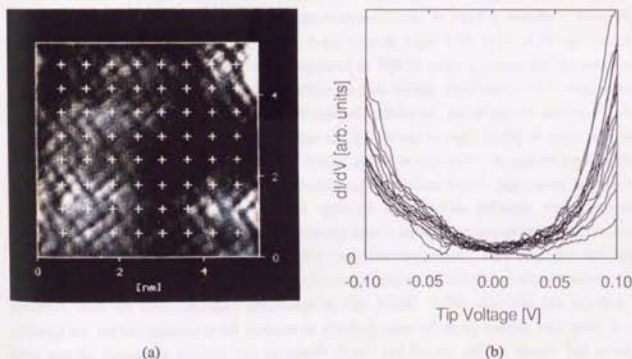 4
2
0
0
2
4
[nm]
(a)
dI/dV [arb. units]
0
-0.10
-0.05
0.00
0.05
0.10
Tip Voltage [V]
(b)